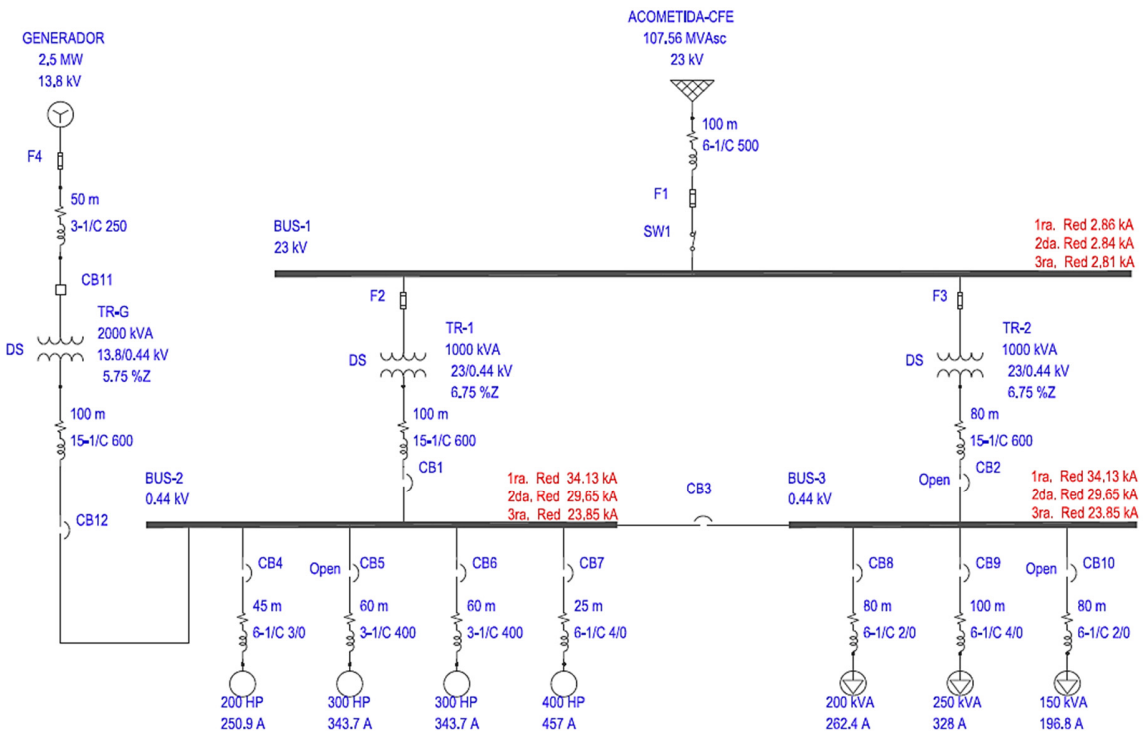 GENERADOR
2.5 MW
13.8 kV
F4
50 m
3-1/C 250
CB11
TR-G
2000 kVA
13.8/0.44 kV
5.75 %Z
DS
100 m
15-1/C 600
CB12
ACOMETIDA-CFE
107.56 MVAsc
23 kV
100 m
6-1/C 500
F1
SW1
BUS-1
23 kV
1ra. Red 2.86 kA
2da. Red 2.84 kA
3ra, Red 2,81 kA
F2
TR-1
1000 kVA
23/0.44 kV
6.75 %Z
DS
100 m
15-1/C 600
CB1
F3
TR-2
1000 kVA
23/0.44 kV
6.75 %Z
DS
80 m
15-1/C 600
CB2
Open
BUS-2
0.44 kV
1ra, Red 34.13 kA
2da, Red 29,65 kA
3ra, Red 23,85 kA
CB3
BUS-3
0.44 kV
1ra, Red 34,13 kA
2da. Red 29.65 kA
3ra. Red 23.85 kA
CB4
45 m
6-1/C 3/0
200 HP
250.9 A
Open
CB5
60 m
3-1/C 400
300 HP
343.7 A
CB6
60 m
3-1/C 400
300 HP
343.7 A
CB7
25 m
6-1/C 4/0
400 HP
457 A
CB8
80 m
6-1/C 2/0
200 kVA
262.4 A
CB9
100 m
6-1/C 4/0
250 kVA
328 A
Open
CB10
80 m
6-1/C 2/0
150 kVA
196.8 A